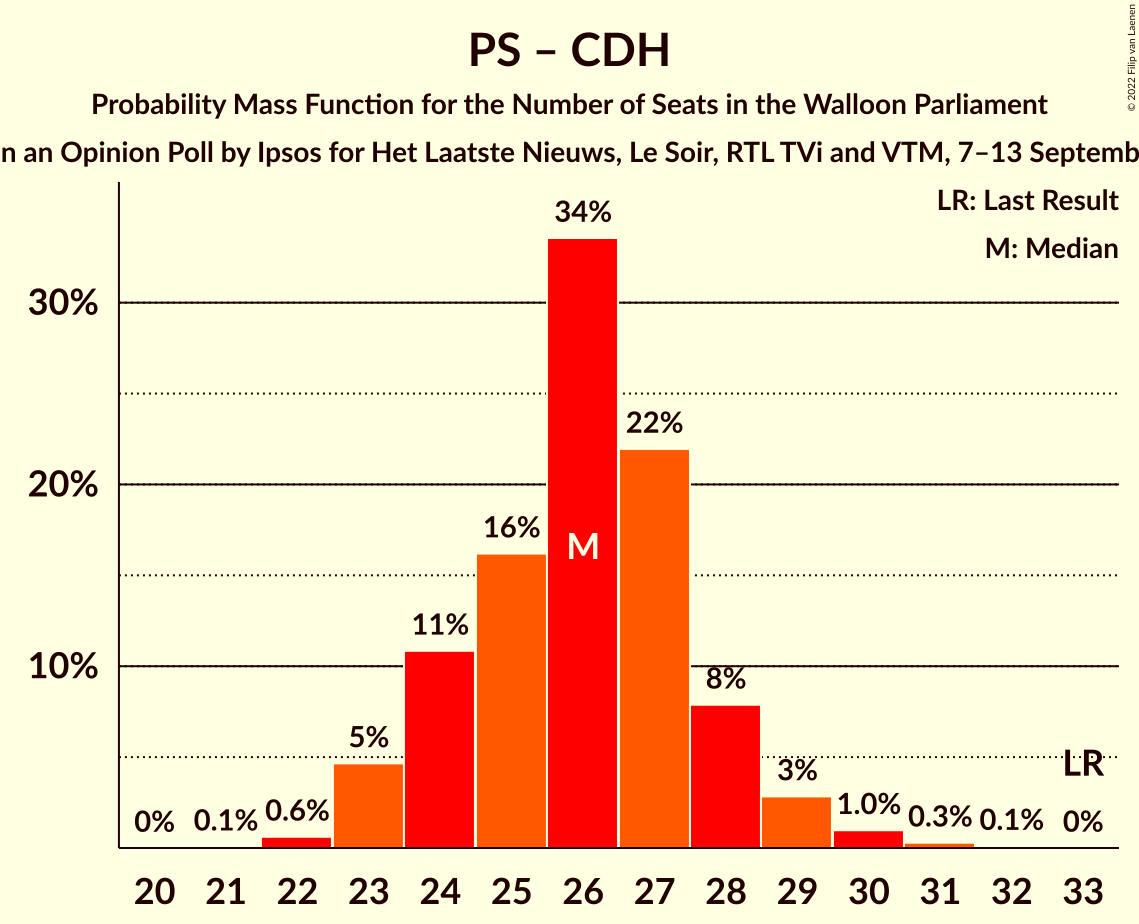 PS – CDH
Probability Mass Function for the Number of Seats in the Walloon Parliament
n an Opinion Poll by Ipsos for Het Laatste Nieuws, Le Soir, RTL TVi and VTM, 7–13 Septemb
© 2022 Filip van Laenen
LR: Last Result
M: Median
34%
30%
22%
20%
16%
M
11%
10%
8%
5%
3%
LR
0%
0.1%
0.6%
1.0%
0.3%
0.1%
0%
20 21 22 23 24 25 26 27 28 29 30 31 32 33